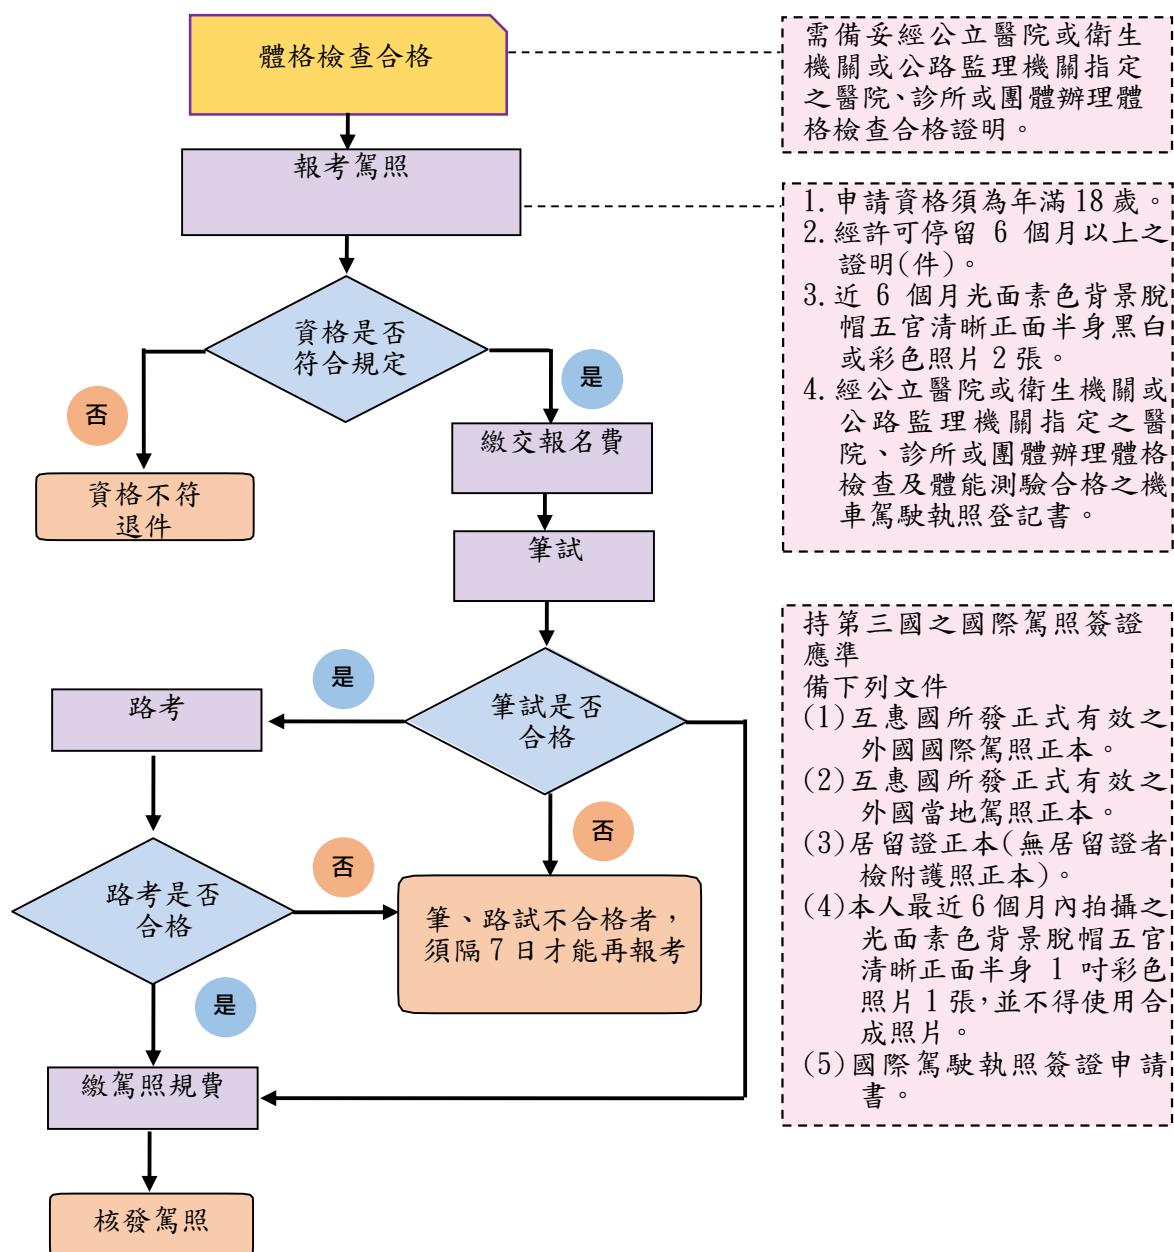 體格檢查合格
需備妥經公立醫院或衛生
機關或公路監理機關指定
之醫院、診所或團體辦理體
格檢查合格證明。
報考駕照
1.申請資格須為年滿18歲。
2.經許可停留 6 個月以上之
證明(件)。
3.近 6 個月光面素色背景脫
帽五官清晰正面半身黑白
或彩色照片2張。
4.經公立醫院或衛生機關或
公路監理機關指定之醫
院、診所或團體辦理體格
檢查及體能測驗合格之機
車駕駛執照登記書。
資格是否
符合規定
否
是
資格不符
退件
繳交報名費
筆試
筆試是否
合格
是
否
路考
路考是否
合格
否
是
筆、路試不合格者，
須隔7日才能再報考
繳駕照規費
核發駕照
持第三國之國際駕照簽證
應準
備下列文件
(1)互惠國所發正式有效之
外國國際駕照正本。
(2)互惠國所發正式有效之
外國當地駕照正本。
(3)居留證正本(無居留證者
檢附護照正本)。
(4)本人最近6個月內拍攝之
光面素色背景脫帽五官
清晰正面半身 1 吋彩色
照片1張，並不得使用合
成照片。
(5)國際駕駛執照簽證申請
書。